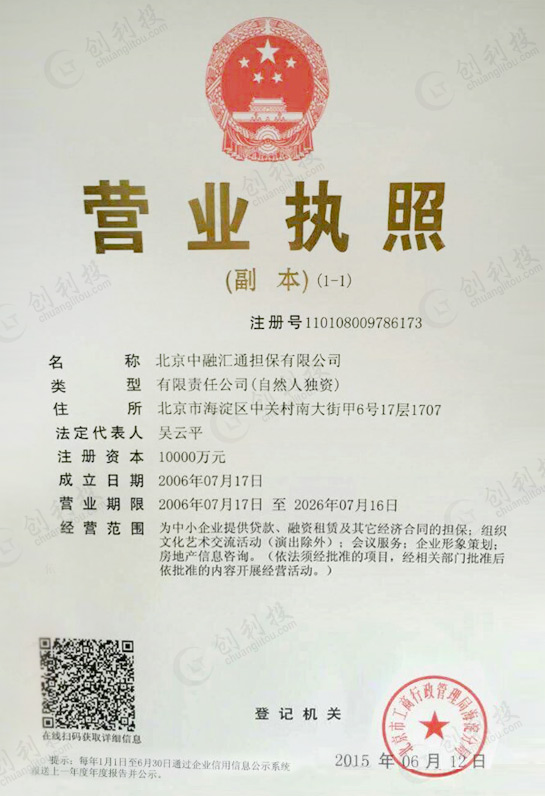 营业执照
(副 本)(1-1)
注册号110108009786173
名 称 北京中融汇通担保有限公司
类 型 有限责任公司(自然人独资)
住 所 北京市海淀区中关村南大街甲6号17层1707
法定代表人 吴云平
注册资本 10000万元
成立日期 2006年07月17日
营业期限 2006年07月17日 至 2026年07月16日
经营范围 为中小企业提供贷款、融资租赁及其它经济合同的担保；组织
文化艺术交流活动（演出除外）；会议服务；企业形象策划；
房地产信息咨询。（依法须经批准的项目，经相关部门批准后
依批准的内容开展经营活动。）
在线扫码获取详细信息
登记机关
北京市工商行政管理局海淀分局
2015 年 06 月 12 日
提示：每年1月1日至6月30日通过企业信用信息公示系统
报送上一年度年度报告并公示。
创利投
chuanglitou.com